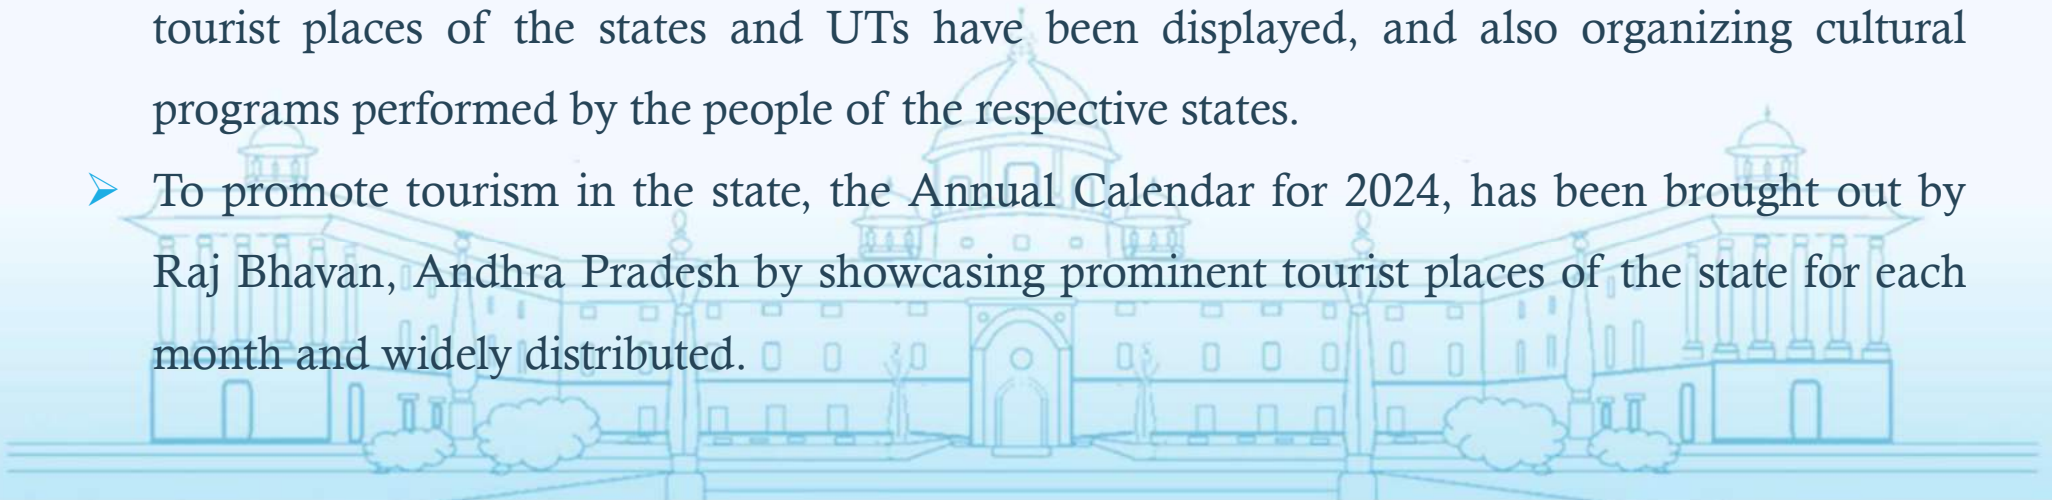 tourist places of the states and UTs have been displayed, and also organizing cultural
programs performed by the people of the respective states.
➢ To promote tourism in the state, the Annual Calendar for 2024, has been brought out by
Raj Bhavan, Andhra Pradesh by showcasing prominent tourist places of the state for each
month and widely distributed.